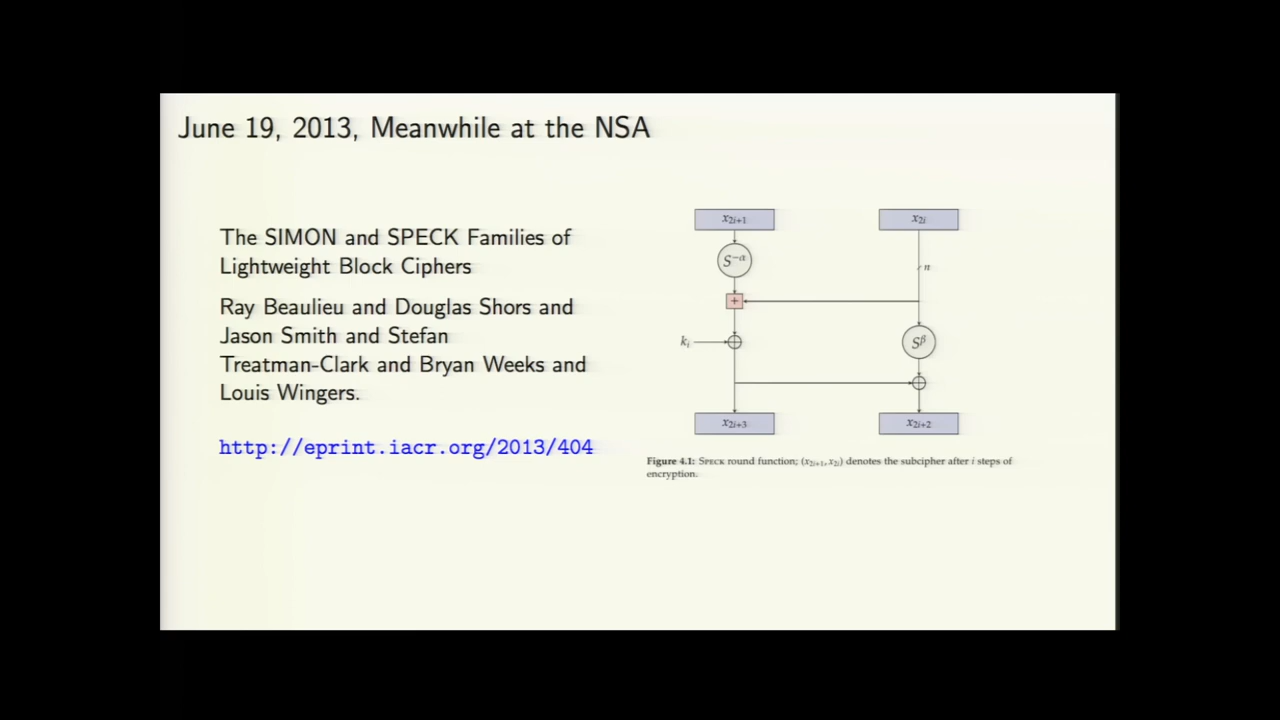 June 19, 2013, Meanwhile at the NSA
The SIMON and SPECK Families of
Lightweight Block Ciphers
Ray Beaulieu and Douglas Shors and
Jason Smith and Stefan
Treatman-Clark and Bryan Weeks and
Louis Wingers.
http://eprint.iacr.org/2013/404
x₂ᵢ₊₁ x₂ᵢ
S⁻ᵅ
n
+
kᵢ
Sᵝ
x₂ᵢ₊₃ x₂ᵢ₊₂
Figure 4.1: SPECK round function; (x₂ᵢ₊₁, x₂ᵢ) denotes the subcipher after i steps of
encryption.